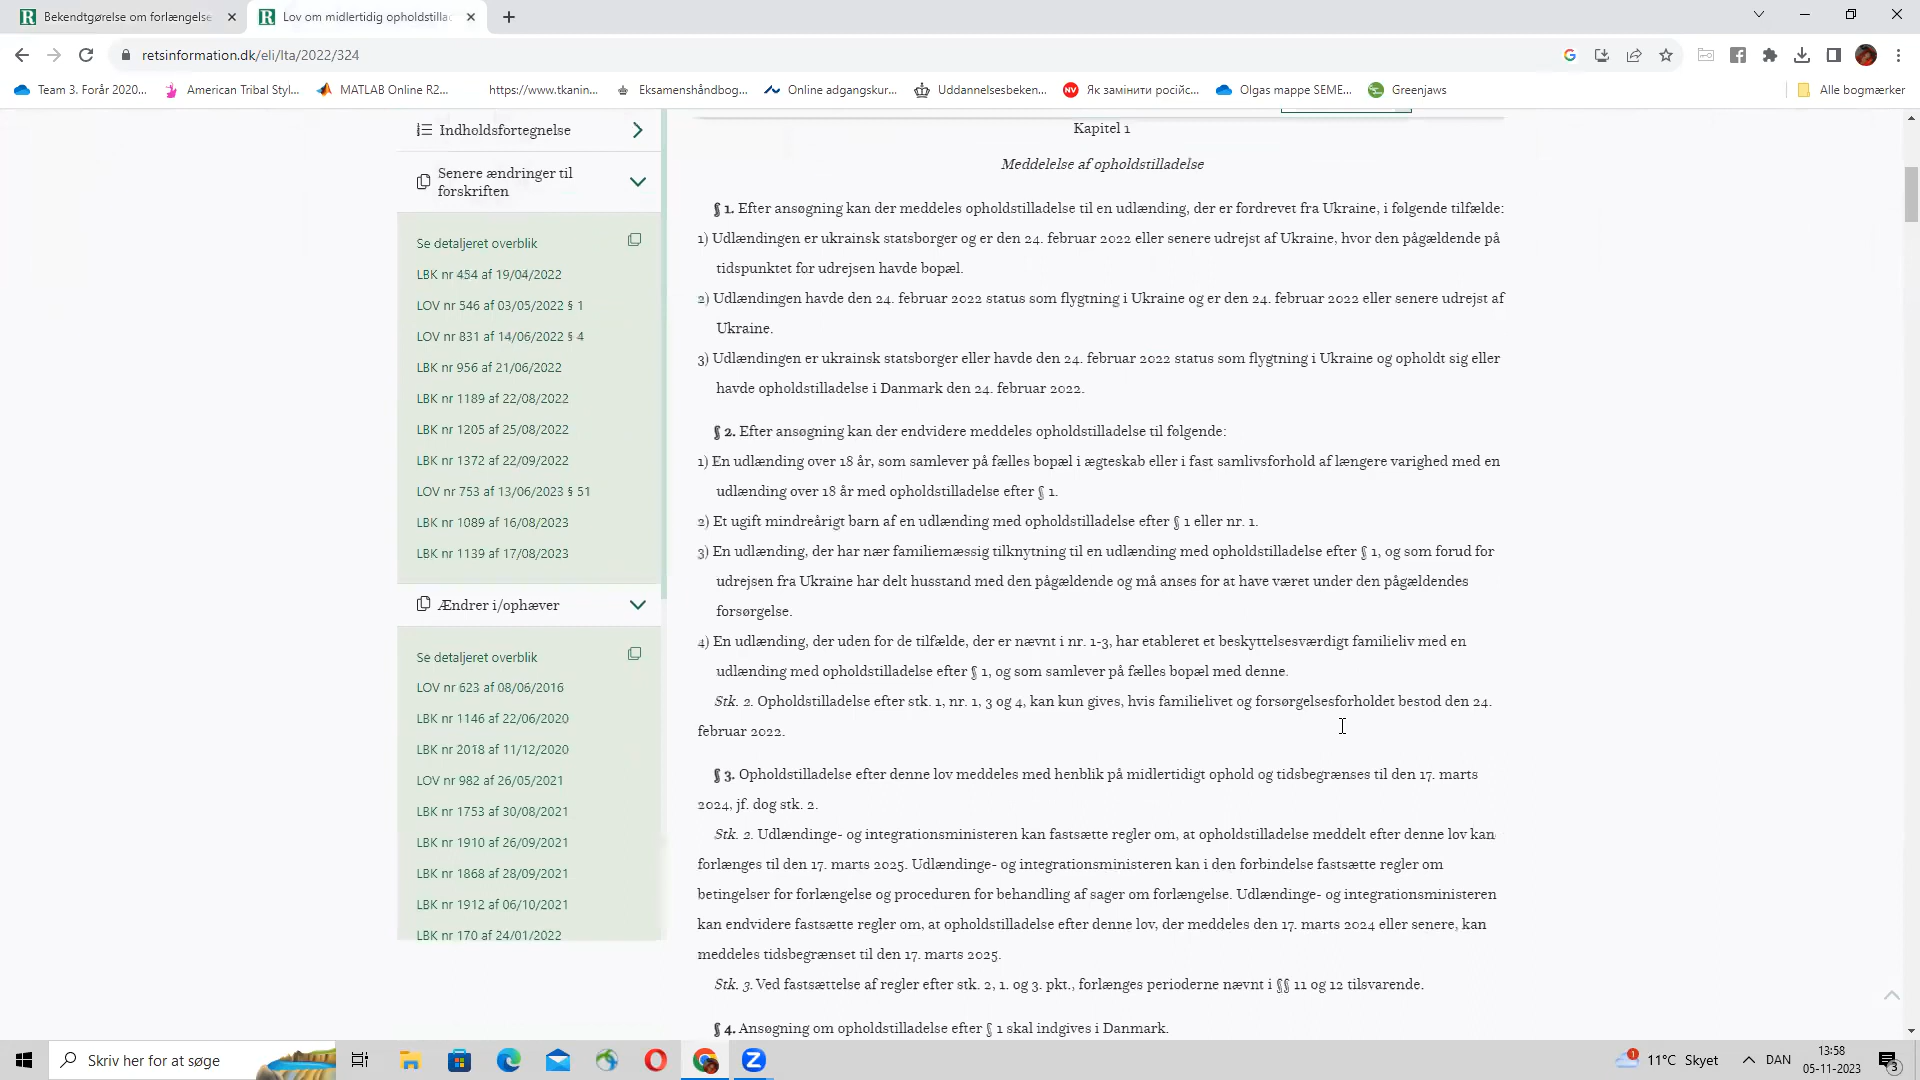 Bekendtgørelse om forlængelse
Lov om midlertidig opholdstilla
retsinformation.dk/eli/lta/2022/324
Team 3. Forår 2020...
American Tribal Styl...
MATLAB Online R2...
https://www.tkanin...
Eksamenshåndbog...
Online adgangskur...
Uddannelsesbeken...
NV
Як замінити російс...
Olgas mappe SEME...
Greenjaws
Alle bogmærker
Indholdsfortegnelse
Senere ændringer til
forskriften
Se detaljeret overblik
LBK nr 454 af 19/04/2022
LOV nr 546 af 03/05/2022 § 1
LOV nr 831 af 14/06/2022 § 4
LBK nr 956 af 21/06/2022
LBK nr 1189 af 22/08/2022
LBK nr 1205 af 25/08/2022
LBK nr 1372 af 22/09/2022
LOV nr 753 af 13/06/2023 § 51
LBK nr 1089 af 16/08/2023
LBK nr 1139 af 17/08/2023
Ændrer i/ophæver
Se detaljeret overblik
LOV nr 623 af 08/06/2016
LBK nr 1146 af 22/06/2020
LBK nr 2018 af 11/12/2020
LOV nr 982 af 26/05/2021
LBK nr 1753 af 30/08/2021
LBK nr 1910 af 26/09/2021
LBK nr 1868 af 28/09/2021
LBK nr 1912 af 06/10/2021
LBK nr 170 af 24/01/2022
Kapitel 1
Meddelelse af opholdstilladelse
§ 1. Efter ansøgning kan der meddeles opholdstilladelse til en udlænding, der er fordrevet fra Ukraine, i følgende tilfælde:
1) Udlændingen er ukrainsk statsborger og er den 24. februar 2022 eller senere udrejst af Ukraine, hvor den pågældende på
tidspunktet for udrejsen havde bopæl.
2) Udlændingen havde den 24. februar 2022 status som flygtning i Ukraine og er den 24. februar 2022 eller senere udrejst af
Ukraine.
3) Udlændingen er ukrainsk statsborger eller havde den 24. februar 2022 status som flygtning i Ukraine og opholdt sig eller
havde opholdstilladelse i Danmark den 24. februar 2022.
§ 2. Efter ansøgning kan der endvidere meddeles opholdstilladelse til følgende:
1) En udlænding over 18 år, som samlever på fælles bopæl i ægteskab eller i fast samlivsforhold af længere varighed med en
udlænding over 18 år med opholdstilladelse efter § 1.
2) Et ugift mindreårigt barn af en udlænding med opholdstilladelse efter § 1 eller nr. 1.
3) En udlænding, der har nær familiemæssig tilknytning til en udlænding med opholdstilladelse efter § 1, og som forud for
udrejsen fra Ukraine har delt husstand med den pågældende og må anses for at have været under den pågældendes
forsørgelse.
4) En udlænding, der uden for de tilfælde, der er nævnt i nr. 1-3, har etableret et beskyttelsesværdigt familieliv med en
udlænding med opholdstilladelse efter § 1, og som samlever på fælles bopæl med denne.
Stk. 2. Opholdstilladelse efter stk. 1, nr. 1, 3 og 4, kan kun gives, hvis familielivet og forsørgelsesforholdet bestod den 24.
februar 2022.
§ 3. Opholdstilladelse efter denne lov meddeles med henblik på midlertidigt ophold og tidsbegrænses til den 17. marts
2024, jf. dog stk. 2.
Stk. 2. Udlændinge- og integrationsministeren kan fastsætte regler om, at opholdstilladelse meddelt efter denne lov kan
forlænges til den 17. marts 2025. Udlændinge- og integrationsministeren kan i den forbindelse fastsætte regler om
betingelser for forlængelse og proceduren for behandling af sager om forlængelse. Udlændinge- og integrationsministeren
kan endvidere fastsætte regler om, at opholdstilladelse efter denne lov, der meddeles den 17. marts 2024 eller senere, kan
meddeles tidsbegrænset til den 17. marts 2025.
Stk. 3. Ved fastsættelse af regler efter stk. 2, 1. og 3. pkt., forlænges perioderne nævnt i §§ 11 og 12 tilsvarende.
§ 4. Ansøgning om opholdstilladelse efter § 1 skal indgives i Danmark.
Skriv her for at søge
1
11°C Skyet
DAN
13:58
05-11-2023
3